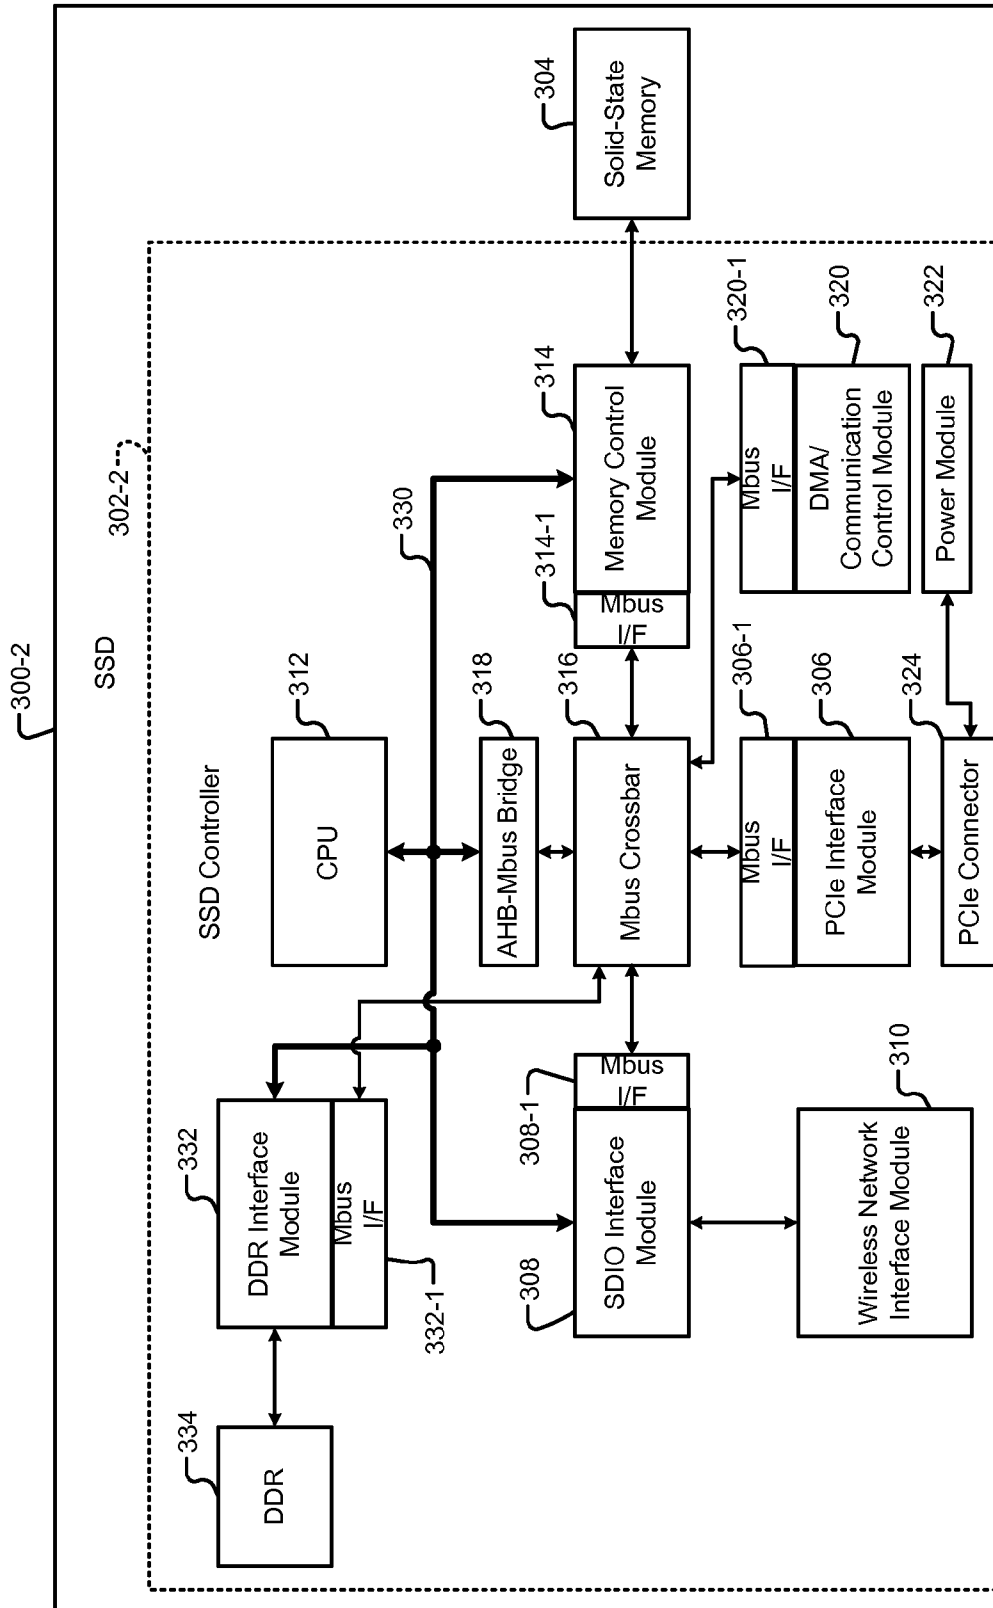 300-2
SSD
302-2
SSD Controller
334
DDR
332
DDR Interface
Module
Mbus
I/F
332-1
312
CPU
330
318
AHB-Mbus Bridge
308
SDIO Interface
Module
Mbus
I/F
308-1
316
Mbus Crossbar
314-1
Mbus
I/F
314
Memory Control
Module
304
Solid-State
Memory
310
Wireless Network
Interface Module
306-1
Mbus
I/F
306
PCIe Interface
Module
324
PCIe Connector
320-1
Mbus
I/F
320
DMA/
Communication
Control Module
322
Power Module